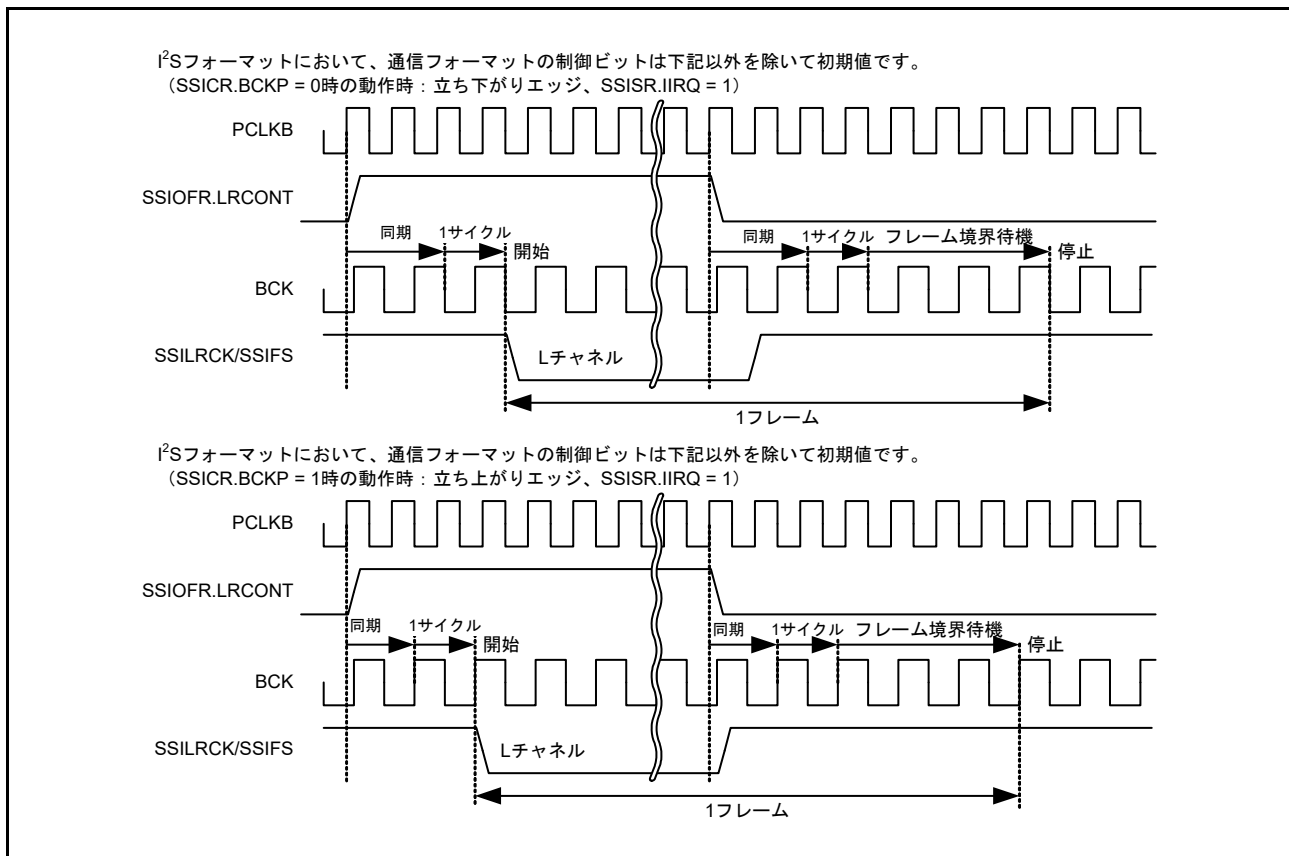 I²Sフォーマットにおいて、通信フォーマットの制御ビットは下記以外を除いて初期値です。
（SSICR.BCKP = 0時の動作時：立ち下がりエッジ、SSISR.IIRQ = 1）
PCLKB
SSIOFR.LRCONT
同期 1サイクル 開始 同期 1サイクル フレーム境界待機 停止
BCK
SSILRCK/SSIFS Lチャネル
1フレーム
I²Sフォーマットにおいて、通信フォーマットの制御ビットは下記以外を除いて初期値です。
（SSICR.BCKP = 1時の動作時：立ち上がりエッジ、SSISR.IIRQ = 1）
PCLKB
SSIOFR.LRCONT
同期 1サイクル 開始 同期 1サイクル フレーム境界待機 停止
BCK
SSILRCK/SSIFS Lチャネル
1フレーム